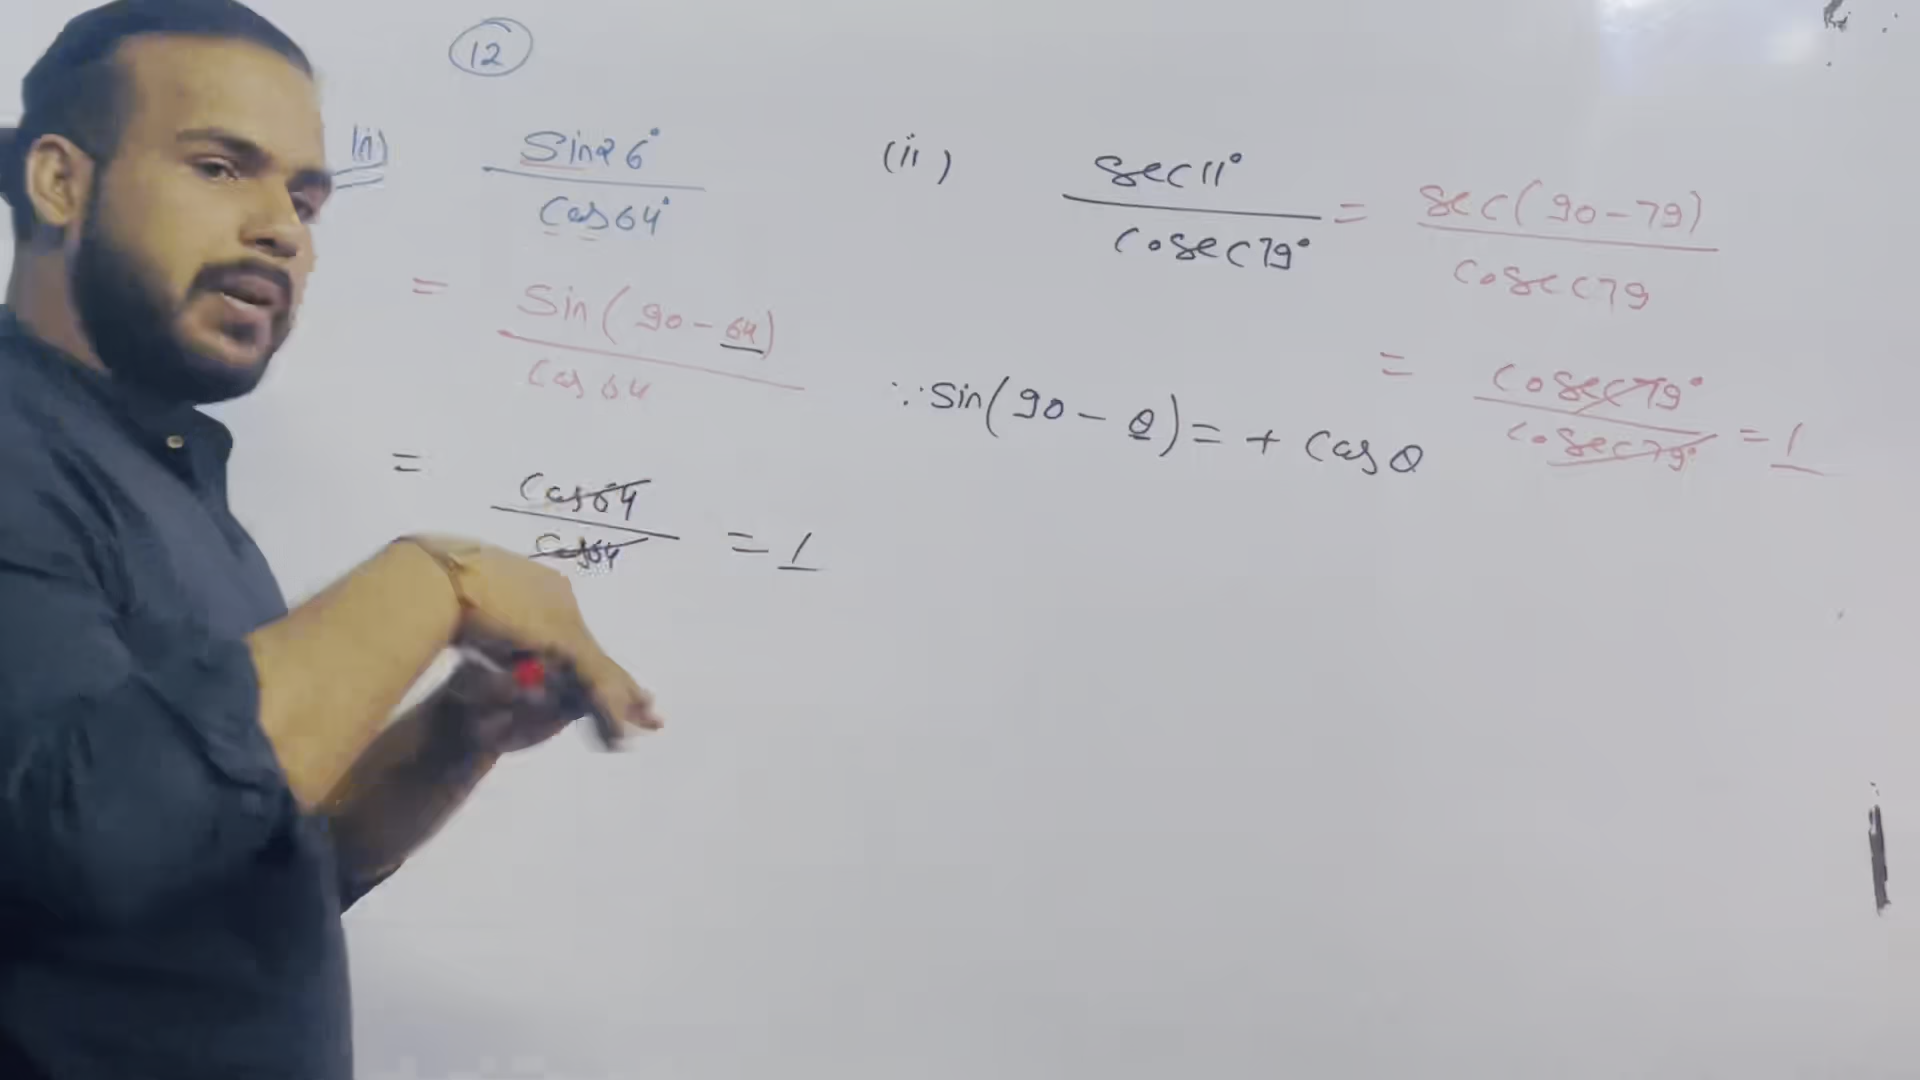 12
(i)
Sin26°
Cos64°
= Sin(90-64)
Cos64
= Cos64
Cos64
= 1
(ii)
Sec11°
Cosec79°
= Sec(90-79)
Cosec79
= Cosec79°
Cosec79°
= 1
∵ Sin(90-θ) = + Cosθ